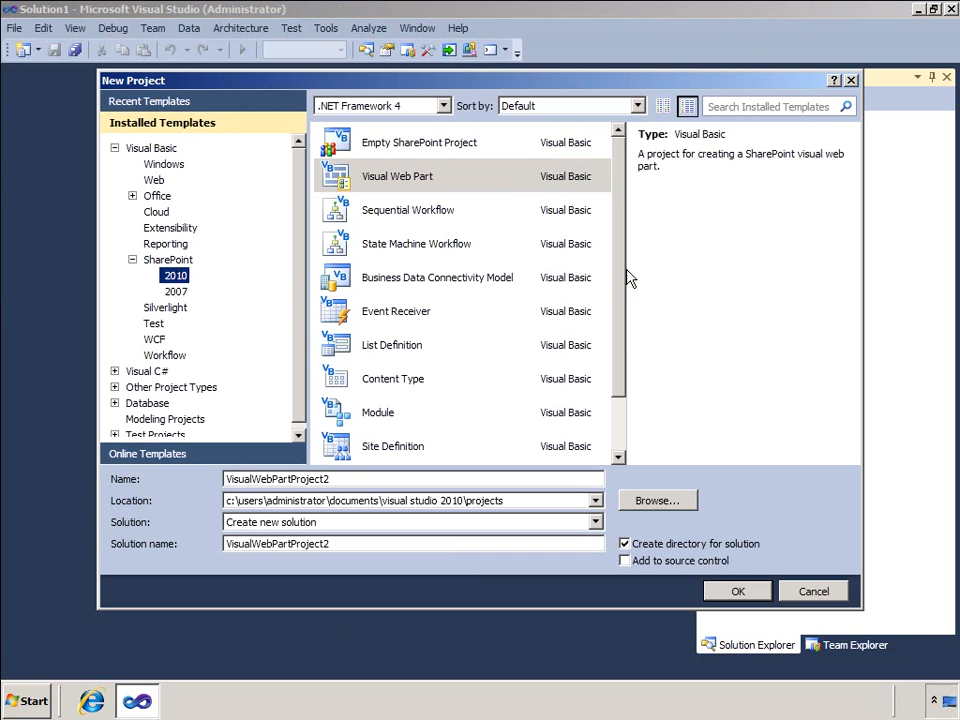 Solution1 - Microsoft Visual Studio (Administrator)
File Edit View Debug Team Data Architecture Test Tools Analyze Window Help
New Project
Recent Templates
.NET Framework 4
Sort by:
Default
Search Installed Templates
Installed Templates
Visual Basic
Windows
Web
Office
Cloud
Extensibility
Reporting
SharePoint
2010
2007
Silverlight
Test
WCF
Workflow
Visual C#
Other Project Types
Database
Modeling Projects
Test Projects
Online Templates
Empty SharePoint Project Visual Basic
Visual Web Part Visual Basic
Sequential Workflow Visual Basic
State Machine Workflow Visual Basic
Business Data Connectivity Model Visual Basic
Event Receiver Visual Basic
List Definition Visual Basic
Content Type Visual Basic
Module Visual Basic
Site Definition Visual Basic
Type: Visual Basic
A project for creating a SharePoint visual web
part.
Name: VisualWebPartProject2
Location: c:\users\administrator\documents\visual studio 2010\projects
Browse...
Solution: Create new solution
Solution name: VisualWebPartProject2
Create directory for solution
Add to source control
OK Cancel
Solution Explorer Team Explorer
Start